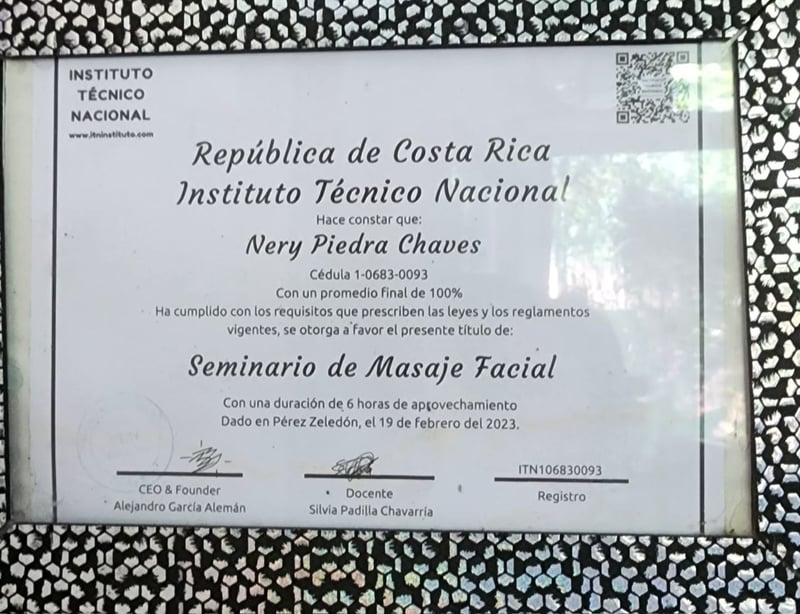 INSTITUTO
TÉCNICO
NACIONAL
www.itninstituto.com
República de Costa Rica
Instituto Técnico Nacional
Hace constar que:
Nery Piedra Chaves
Cédula 1-0683-0093
Con un promedio final de 100%
Ha cumplido con los requisitos que prescriben las leyes y los reglamentos
vigentes, se otorga a favor el presente título de:
Seminario de Masaje Facial
Con una duración de 6 horas de aprovechamiento
Dado en Pérez Zeledón, el 19 de febrero del 2023.
CEO & Founder
Alejandro García Alemán
Docente
Silvia Padilla Chavarría
ITN106830093
Registro